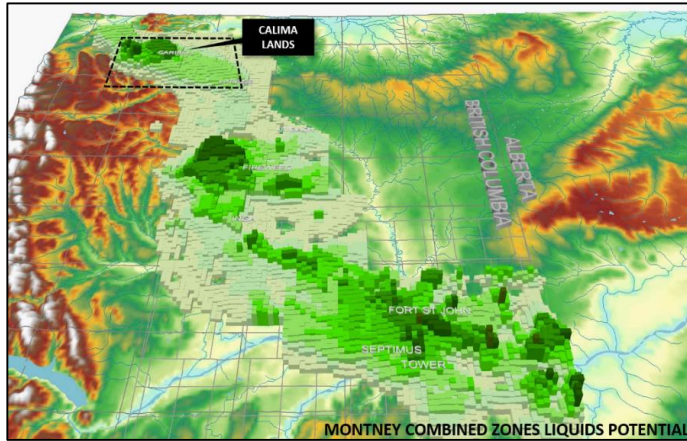 CALIMA
LANDS
BRITISH COLUMBIA
ALBERTA
FORT ST JOHN
SEPTIMUS
TOWER
MONTNEY COMBINED ZONES LIQUIDS POTENTIAL